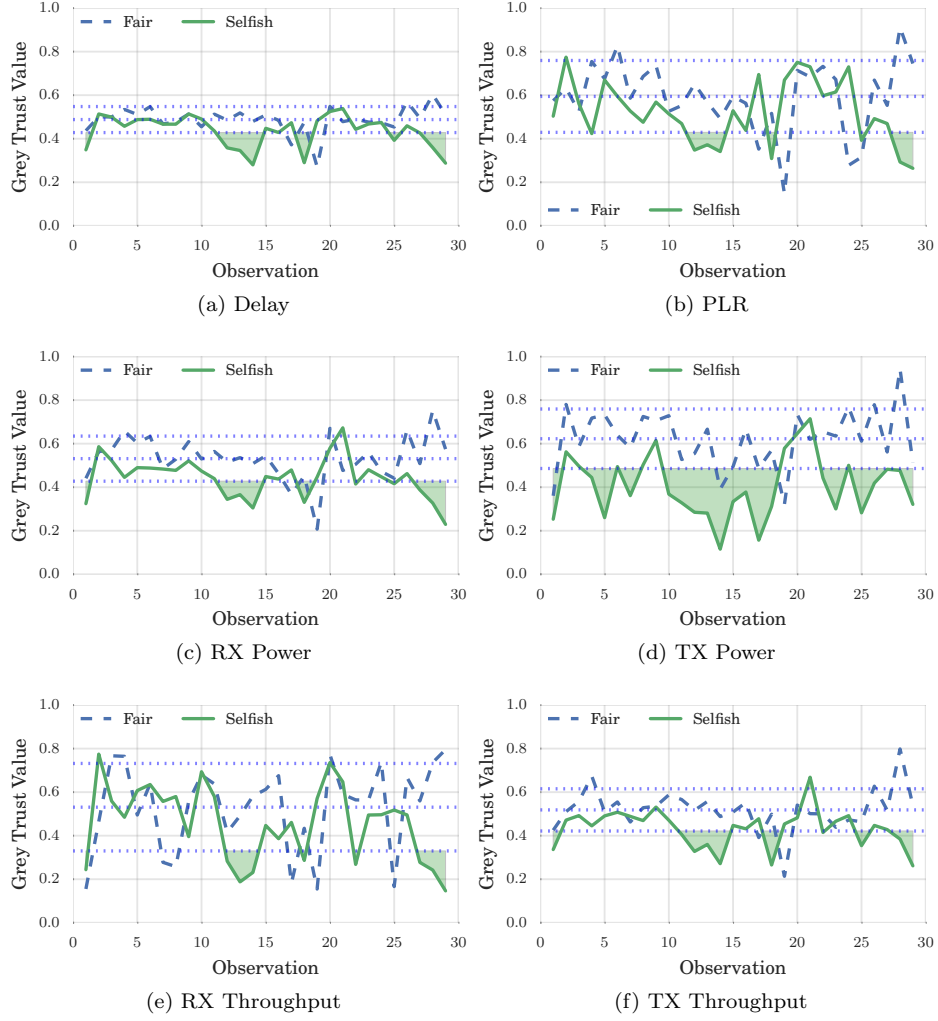 1.0
0.8
0.6
0.4
0.2
0.0
Grey Trust Value
Fair
Selfish
0 5 10 15 20 25 30
Observation
(a) Delay
1.0
0.8
0.6
0.4
0.2
0.0
Grey Trust Value
Fair
Selfish
0 5 10 15 20 25 30
Observation
(b) PLR
1.0
0.8
0.6
0.4
0.2
0.0
Grey Trust Value
Fair
Selfish
0 5 10 15 20 25 30
Observation
(c) RX Power
1.0
0.8
0.6
0.4
0.2
0.0
Grey Trust Value
Fair
Selfish
0 5 10 15 20 25 30
Observation
(d) TX Power
1.0
0.8
0.6
0.4
0.2
0.0
Grey Trust Value
Fair
Selfish
0 5 10 15 20 25 30
Observation
(e) RX Throughput
1.0
0.8
0.6
0.4
0.2
0.0
Grey Trust Value
Fair
Selfish
0 5 10 15 20 25 30
Observation
(f) TX Throughput